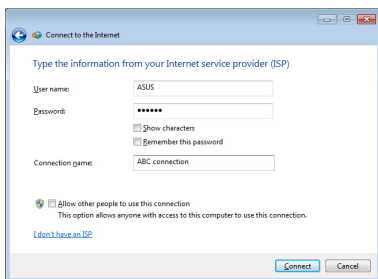 Connect to the Internet
Type the information from your Internet service provider (ISP)
User name: ASUS
Password: ••••••
Show characters
Remember this password
Connection name: ABC connection
Allow other people to use this connection
This option allows anyone with access to this computer to use this connection.
I don't have an ISP
Connect Cancel